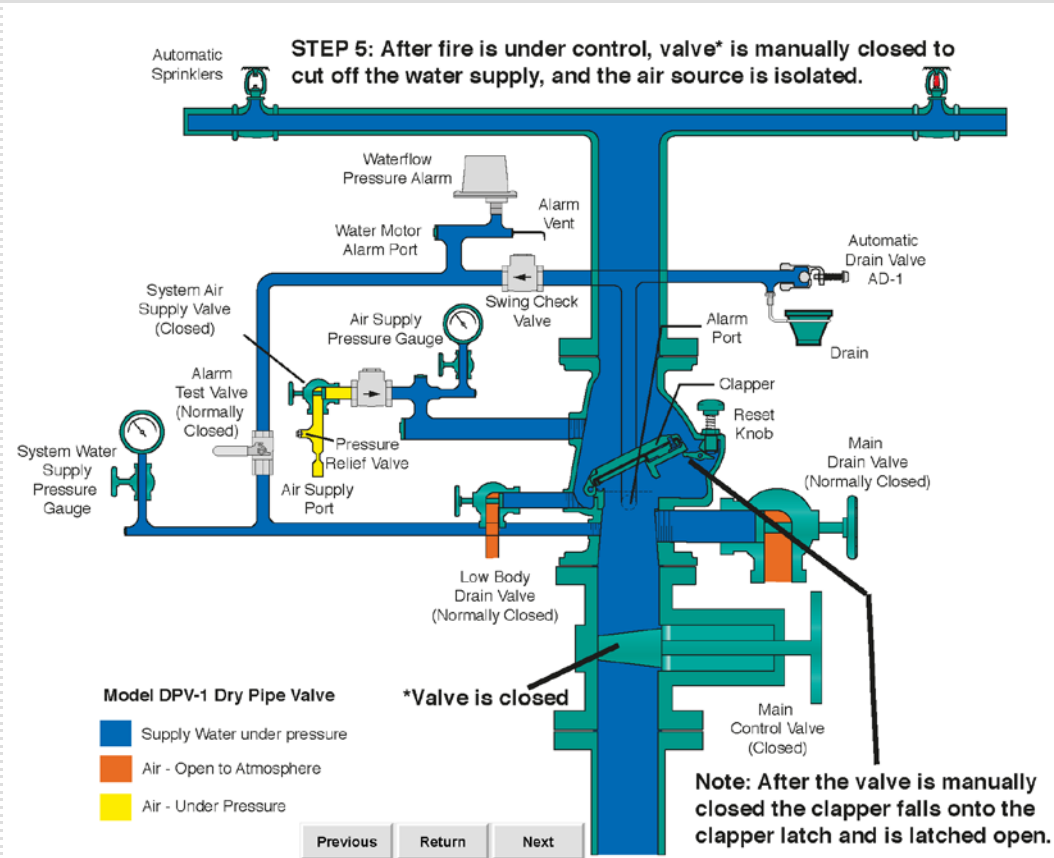 STEP 5: After fire is under control, valve* is manually closed to
cut off the water supply, and the air source is isolated.
Automatic
Sprinklers
Waterflow
Pressure Alarm
Alarm
Vent
Water Motor
Alarm Port
Automatic
Drain Valve
AD-1
System Air
Supply Valve
(Closed)
Swing Check
Valve
Air Supply
Pressure Gauge
Alarm
Port
Drain
Alarm
Test Valve
(Normally
Closed)
Clapper
Reset
Knob
System Water
Supply
Pressure
Gauge
Pressure
Relief Valve
Main
Drain Valve
(Normally Closed)
Air Supply
Port
Low Body
Drain Valve
(Normally Closed)
*Valve is closed
Model DPV-1 Dry Pipe Valve
Supply Water under pressure
Air - Open to Atmosphere
Air - Under Pressure
Main
Control Valve
(Closed)
Note: After the valve is manually
closed the clapper falls onto the
clapper latch and is latched open.
Previous
Return
Next